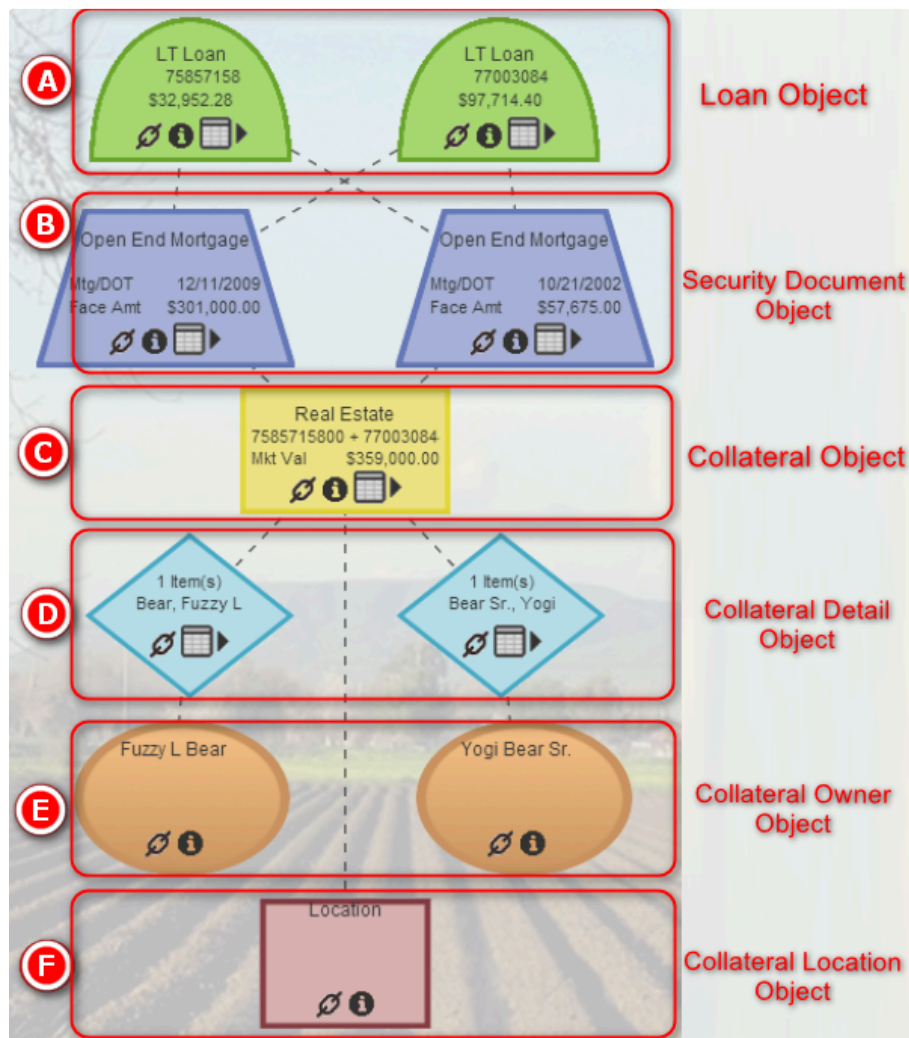 A
LT Loan
75857158
$32,952.28
LT Loan
77003084
$97,714.40
Loan Object
B
Open End Mortgage
Mtg/DOT 12/11/2009
Face Amt $301,000.00
Open End Mortgage
Mtg/DOT 10/21/2002
Face Amt $57,675.00
Security Document
Object
C
Real Estate
7585715800 + 77003084
Mkt Val $359,000.00
Collateral Object
D
1 Item(s)
Bear, Fuzzy L
1 Item(s)
Bear Sr., Yogi
Collateral Detail
Object
E
Fuzzy L Bear
Yogi Bear Sr.
Collateral Owner
Object
F
Location
Collateral Location
Object